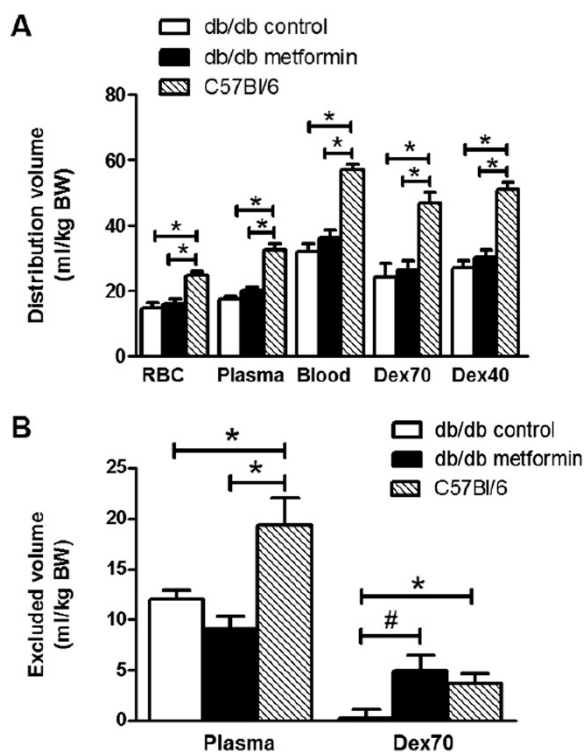 A
db/db control
db/db metformin
C57Bl/6
Distribution volume
(ml/kg BW)
80
60
40
20
0
* * * * * * * * * *
RBC Plasma Blood Dex70 Dex40
B
db/db control
db/db metformin
C57Bl/6
Excluded volume
(ml/kg BW)
25
20
15
10
5
0
*
*
*
#
Plasma Dex70